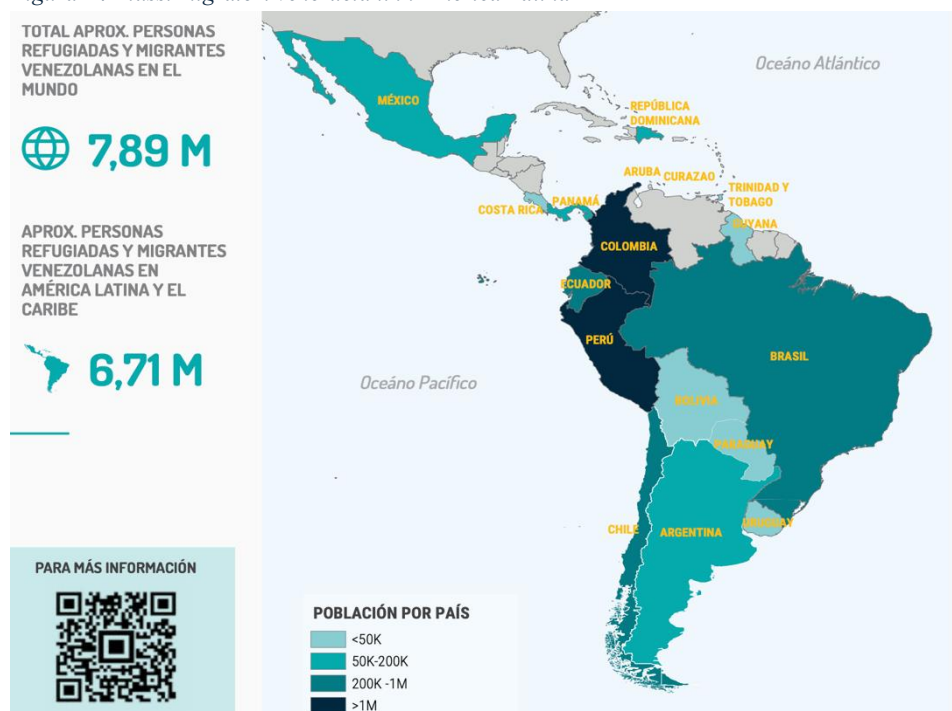 TOTAL APROX. PERSONAS
REFUGIADAS Y MIGRANTES
VENEZOLANAS EN EL
MUNDO
7,89 M
APROX. PERSONAS
REFUGIADAS Y MIGRANTES
VENEZOLANAS EN
AMÉRICA LATINA Y EL
CARIBE
6,71 M
PARA MÁS INFORMACIÓN
Oceáno Atlántico
MÉXICO
REPÚBLICA
DOMINICANA
ARUBA
CURAZAO
TRINIDAD Y
TOBAGO
COSTA RICA
PANAMÁ
GUYANA
COLOMBIA
ECUADOR
PERÚ
BRASIL
Oceáno Pacífico
BOLIVIA
PARAGUAY
CHILE
ARGENTINA
URUGUAY
POBLACIÓN POR PAÍS
<50K
50K-200K
200K -1M
>1M